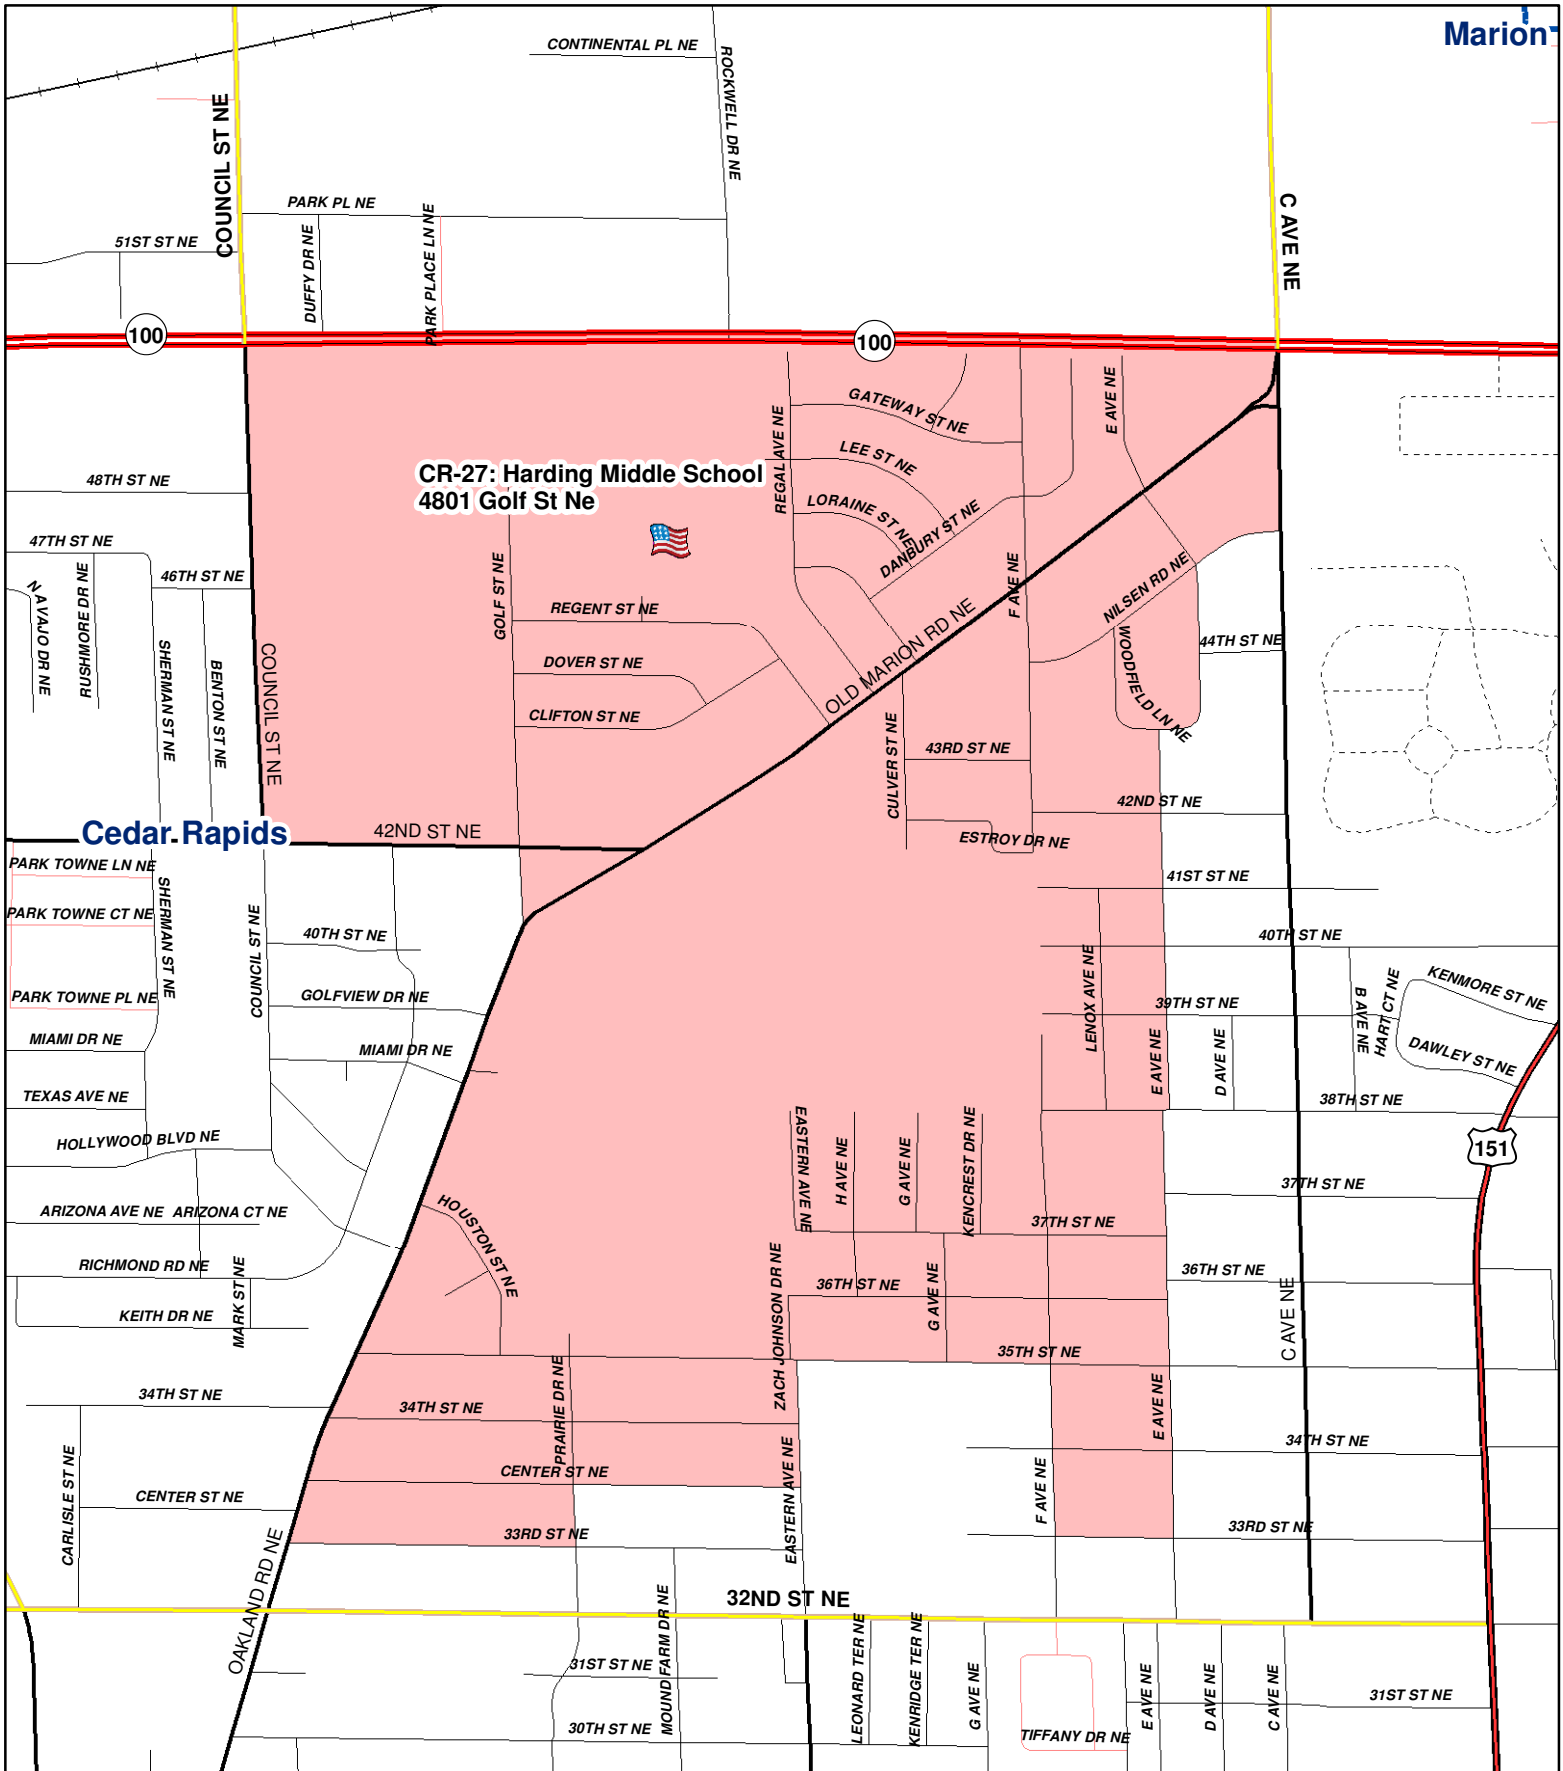 Marion
CONTINENTAL PL NE
ROCKWELL DR NE
COUNCIL ST NE
PARK PL NE
C AVE NE
51ST ST NE
DUFFY DR NE
PARK PLACE LN NE
100
100
E AVE NE
GATEWAY ST NE
REGAL AVE NE
LEE ST NE
CR-27: Harding Middle School
4801 Golf St Ne
48TH ST NE
LORAINE ST NE
DANBURY ST NE
47TH ST NE
46TH ST NE
N AVAJO DR NE
RUSHMORE DR NE
GOLF ST NE
F AVE NE
NILSEN RD NE
REGENT ST NE
OLD MARION RD NE
WOODFIELD LN NE
44TH ST NE
SHERMAN ST NE
BENTON ST NE
COUNCIL ST NE
DOVER ST NE
CLIFTON ST NE
CULVER ST NE
43RD ST NE
42ND ST NE
Cedar Rapids
42ND ST NE
ESTROY DR NE
PARK TOWNE LN NE
41ST ST NE
PARK TOWNE CT NE
SHERMAN ST NE
COUNCIL ST NE
40TH ST NE
40TH ST NE
LENOX AVE NE
B AVE NE
HART CT NE
KENMORE ST NE
PARK TOWNE PL NE
GOLFVIEW DR NE
39TH ST NE
MIAMI DR NE
MIAMI DR NE
E AVE NE
D AVE NE
DAWLEY ST NE
TEXAS AVE NE
38TH ST NE
HOLLYWOOD BLVD NE
EASTERN AVE NE
H AVE NE
G AVE NE
KENCREST DR NE
151
37TH ST NE
ARIZONA AVE NE
ARIZONA CT NE
HOUSTON ST NE
37TH ST NE
RICHMOND RD NE
MARK ST NE
ZACH JOHNSON DR NE
36TH ST NE
G AVE NE
36TH ST NE
C AVE NE
KEITH DR NE
35TH ST NE
34TH ST NE
34TH ST NE
PRAIRIE DR NE
E AVE NE
34TH ST NE
CARLISLE ST NE
CENTER ST NE
CENTER ST NE
EASTERN AVE NE
F AVE NE
33RD ST NE
33RD ST NE
OAKLAND RD NE
32ND ST NE
MOUND FARM DR NE
LEONARD TER NE
KENRIDGE TER NE
G AVE NE
31ST ST NE
E AVE NE
D AVE NE
C AVE NE
31ST ST NE
30TH ST NE
TIFFANY DR NE